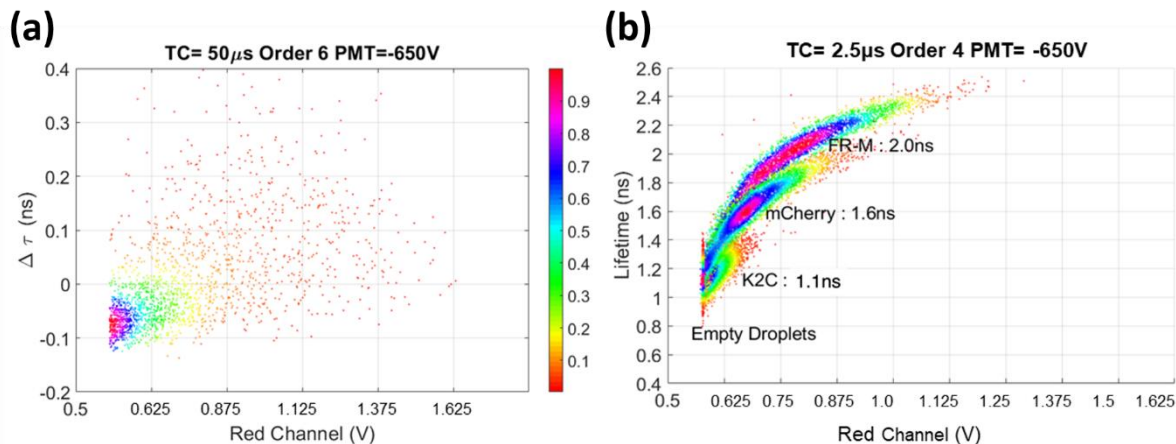 (a)
TC= 50μs Order 6 PMT=-650V
0.4
0.3
0.2
0.1
0
-0.1
-0.2
Δ τ (ns)
0.5 0.625 0.875 1.125 1.375 1.625
Red Channel (V)
0.9
0.8
0.7
0.6
0.5
0.4
0.3
0.2
0.1
(b)
TC= 2.5μs Order 4 PMT= -650V
2.6
2.4
2.2
2
1.8
1.6
1.4
1.2
1
0.8
0.6
0.4
Lifetime (ns)
FR-M : 2.0ns
mCherry : 1.6ns
K2C : 1.1ns
Empty Droplets
0.5 0.625 0.75 0.875 1.0 1.125 1.25 1.375 1.5 1.625
Red Channel (V)